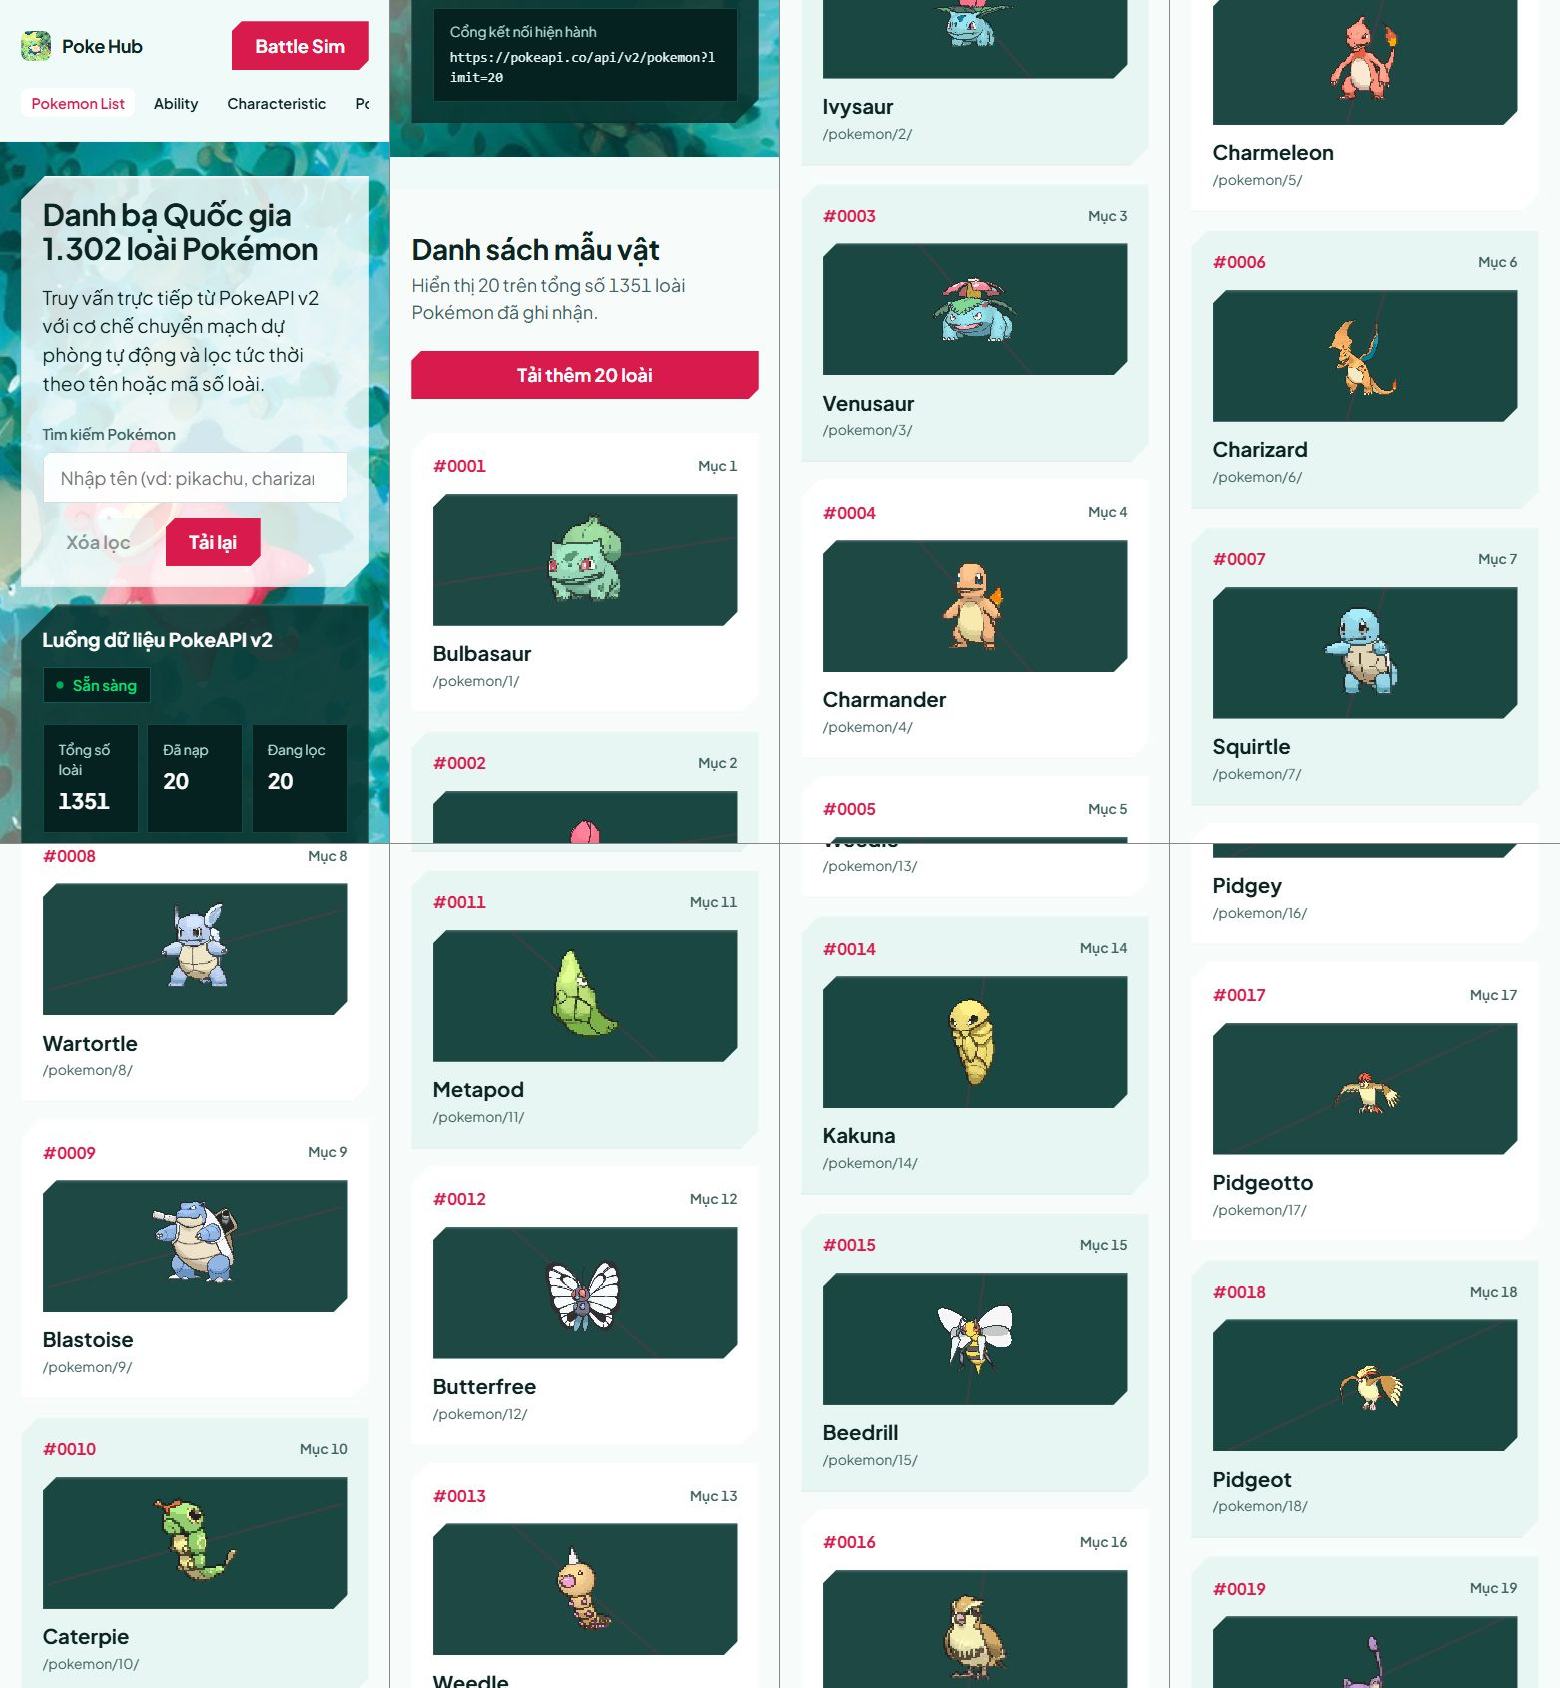 Poke Hub
Battle Sim
Pokemon List
Ability
Characteristic
Danh bạ Quốc gia
1.302 loài Pokémon
Truy vấn trực tiếp từ PokeAPI v2
với cơ chế chuyển mạch dự
phòng tự động và lọc tức thời
theo tên hoặc mã số loài.
Tìm kiếm Pokémon
Nhập tên (vd: pikachu, charizar
Xóa lọc
Tải lại
Luồng dữ liệu PokeAPI v2
Sẵn sàng
Tổng số
loài
1351
Đã nạp
20
Đang lọc
20
Cổng kết nối hiện hành
https://pokeapi.co/api/v2/pokemon?l
imit=20
Danh sách mẫu vật
Hiển thị 20 trên tổng số 1351 loài
Pokémon đã ghi nhận.
Tải thêm 20 loài
#0001
Mục 1
Bulbasaur
/pokemon/1/
#0002
Mục 2
Ivysaur
/pokemon/2/
#0003
Mục 3
Venusaur
/pokemon/3/
#0004
Mục 4
Charmander
/pokemon/4/
#0005
Mục 5
Charmeleon
/pokemon/5/
#0006
Mục 6
Charizard
/pokemon/6/
#0007
Mục 7
Squirtle
/pokemon/7/
#0008
Mục 8
Wartortle
/pokemon/8/
#0009
Mục 9
Blastoise
/pokemon/9/
#0010
Mục 10
Caterpie
/pokemon/10/
#0011
Mục 11
Metapod
/pokemon/11/
#0012
Mục 12
Butterfree
/pokemon/12/
#0013
Mục 13
Weedle
/pokemon/13/
#0014
Mục 14
Kakuna
/pokemon/14/
#0015
Mục 15
Beedrill
/pokemon/15/
#0016
Mục 16
Pidgey
/pokemon/16/
#0017
Mục 17
Pidgeotto
/pokemon/17/
#0018
Mục 18
Pidgeot
/pokemon/18/
#0019
Mục 19